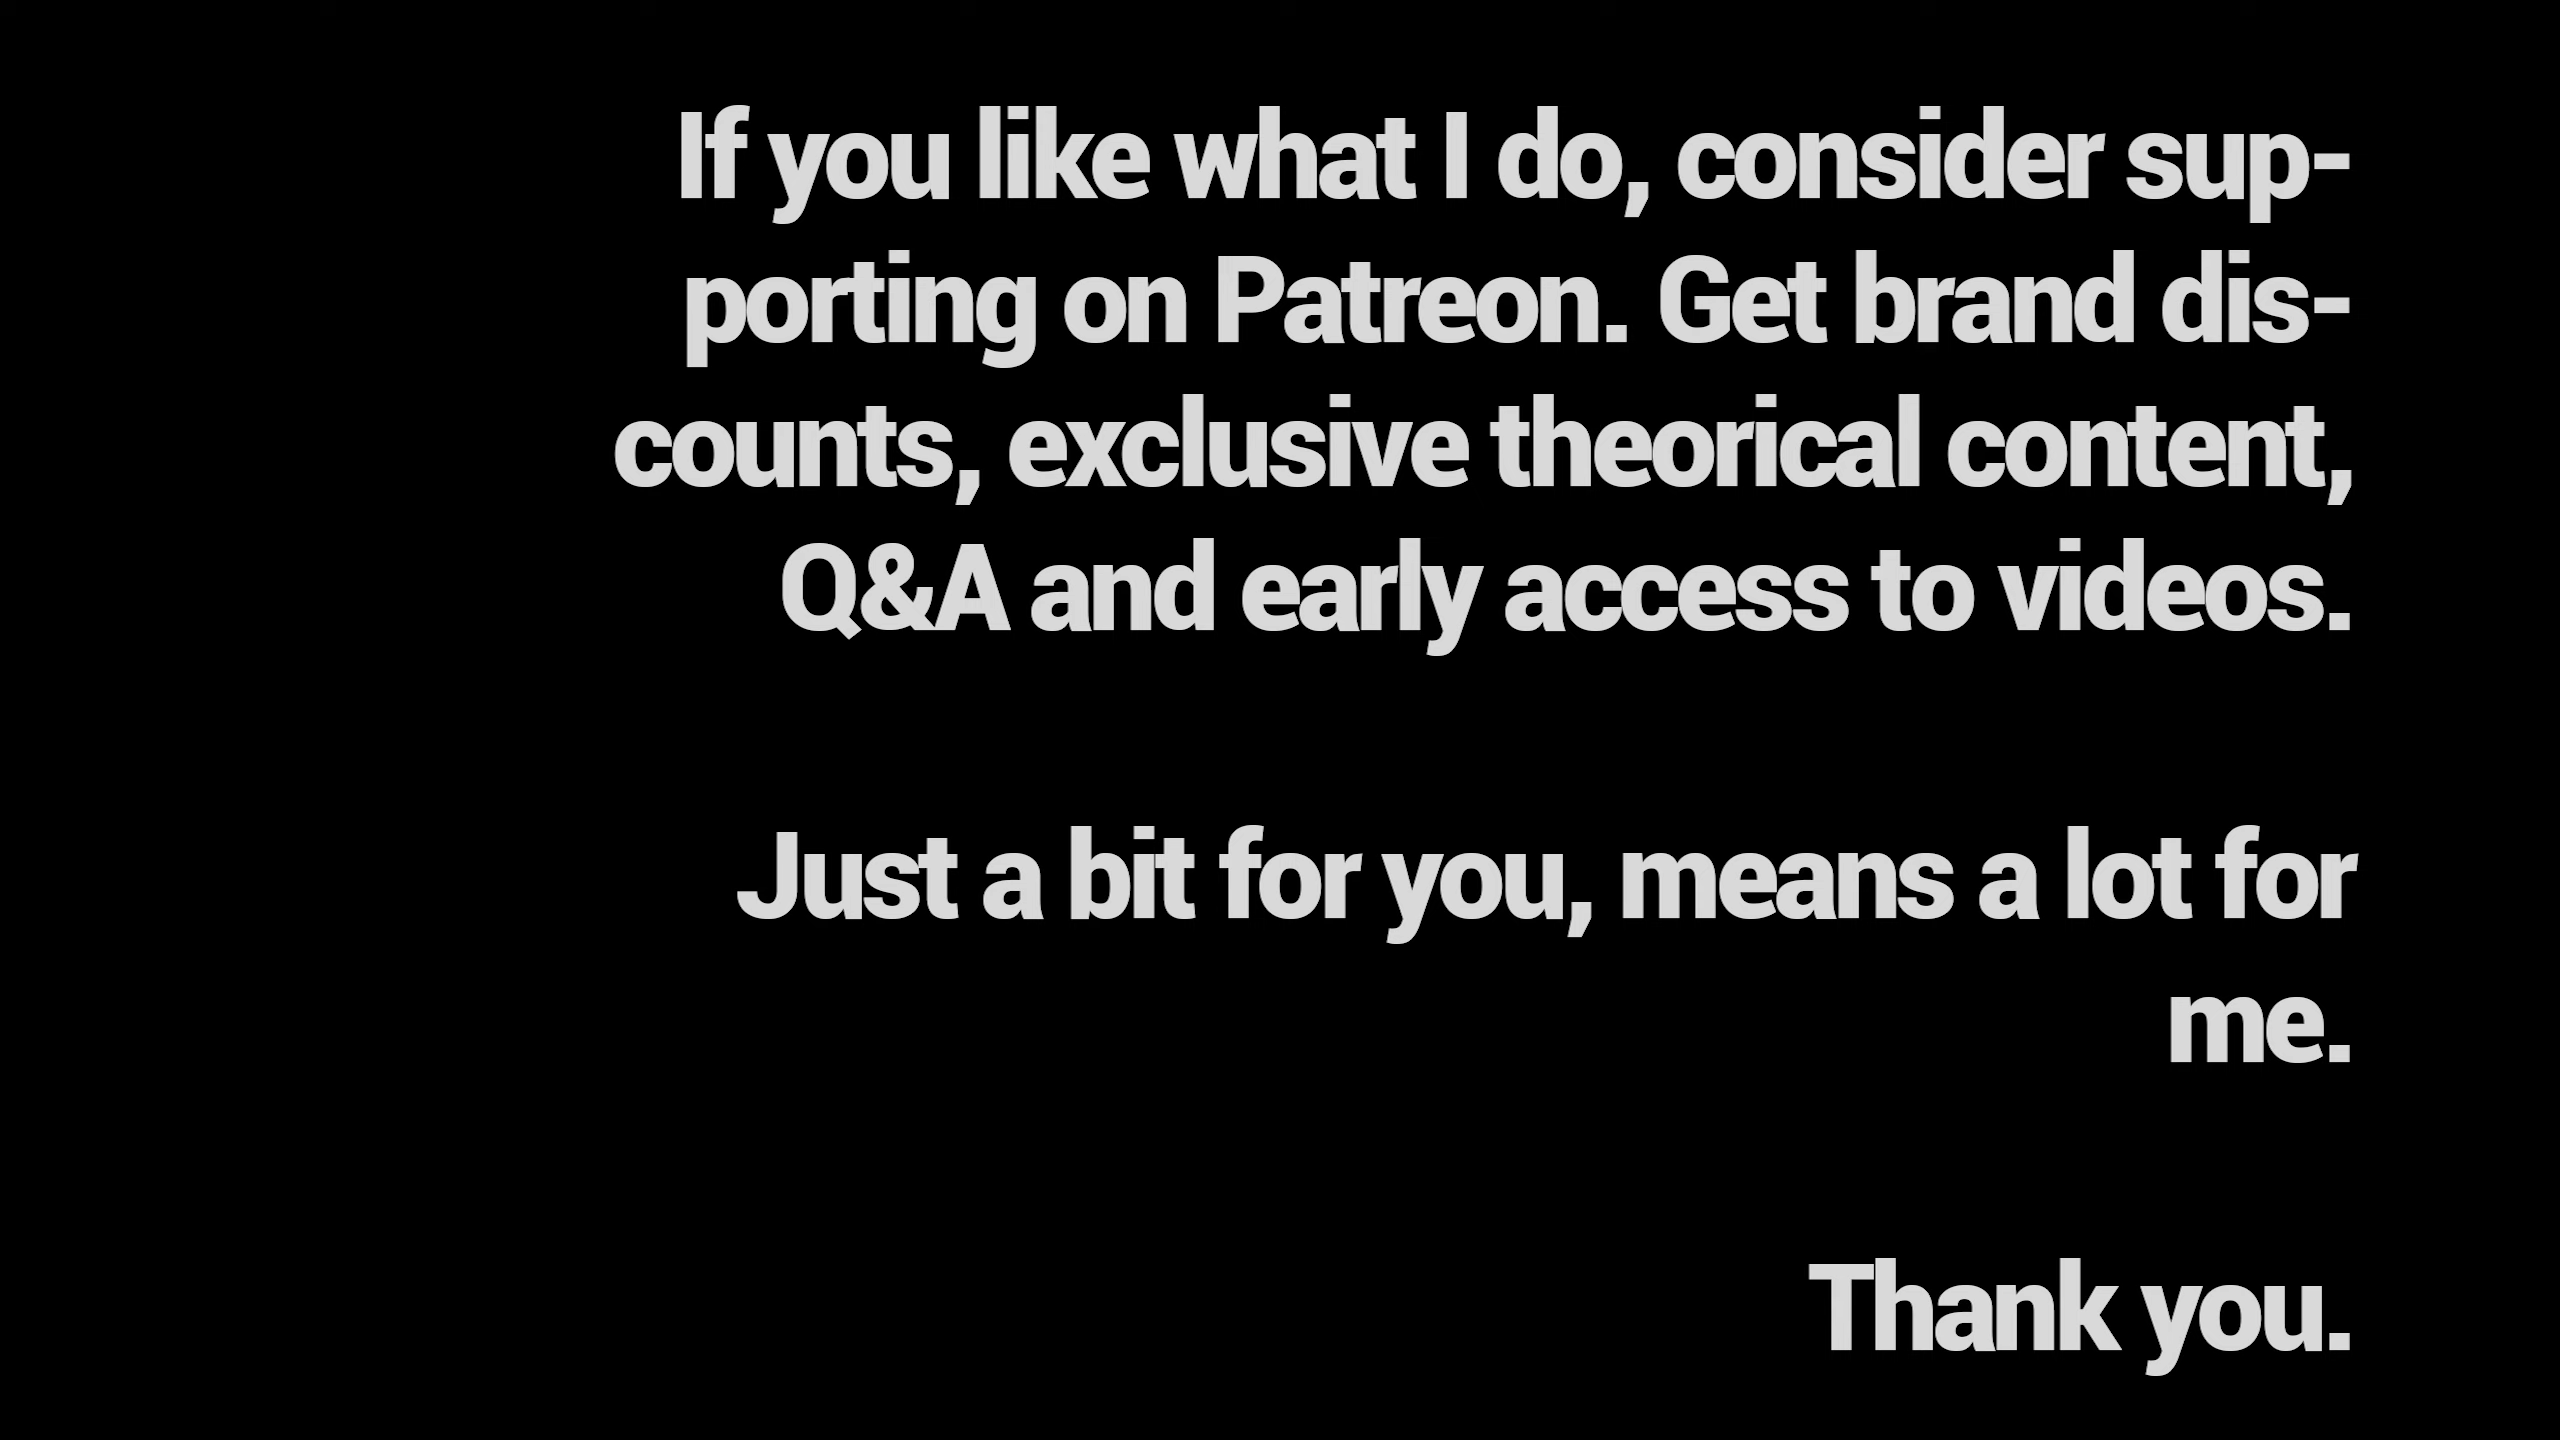 If you like what I do, consider sup-
porting on Patreon. Get brand dis-
counts, exclusive theorical content,
Q&A and early access to videos.
Just a bit for you, means a lot for
me.
Thank you.